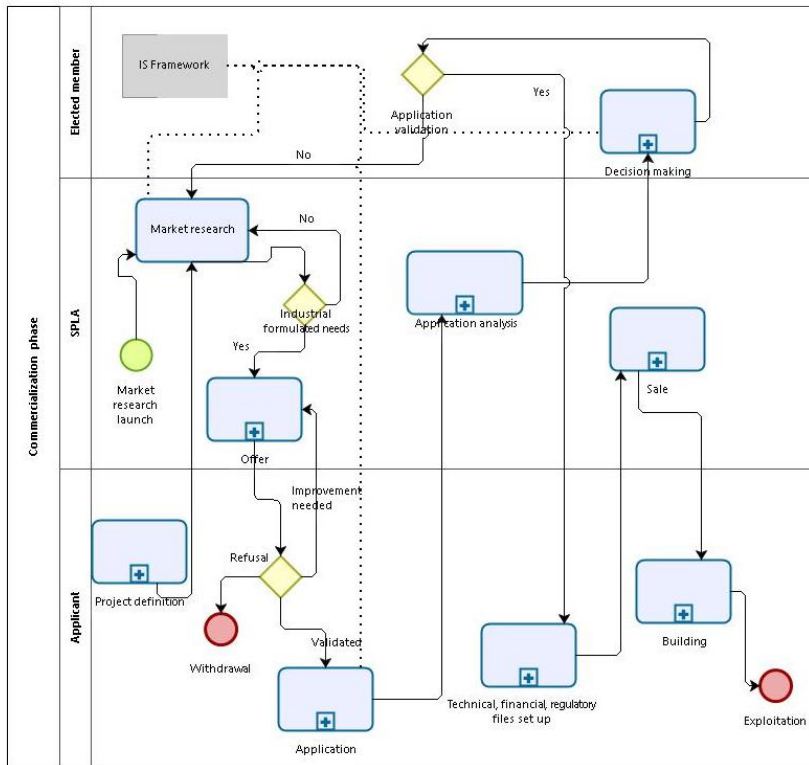 Commercialization phase
Elected member
IS Framework
Application
validation
Yes
No
Decision making
SPLA
Market research
No
Industrial
formulated needs
Application analysis
Yes
Market
research
launch
Sale
Offer
Applicant
Improvement
needed
Refusal
Project definition
Validated
Withdrawal
Building
Technical, financial, regulatory
files set up
Exploitation
Application